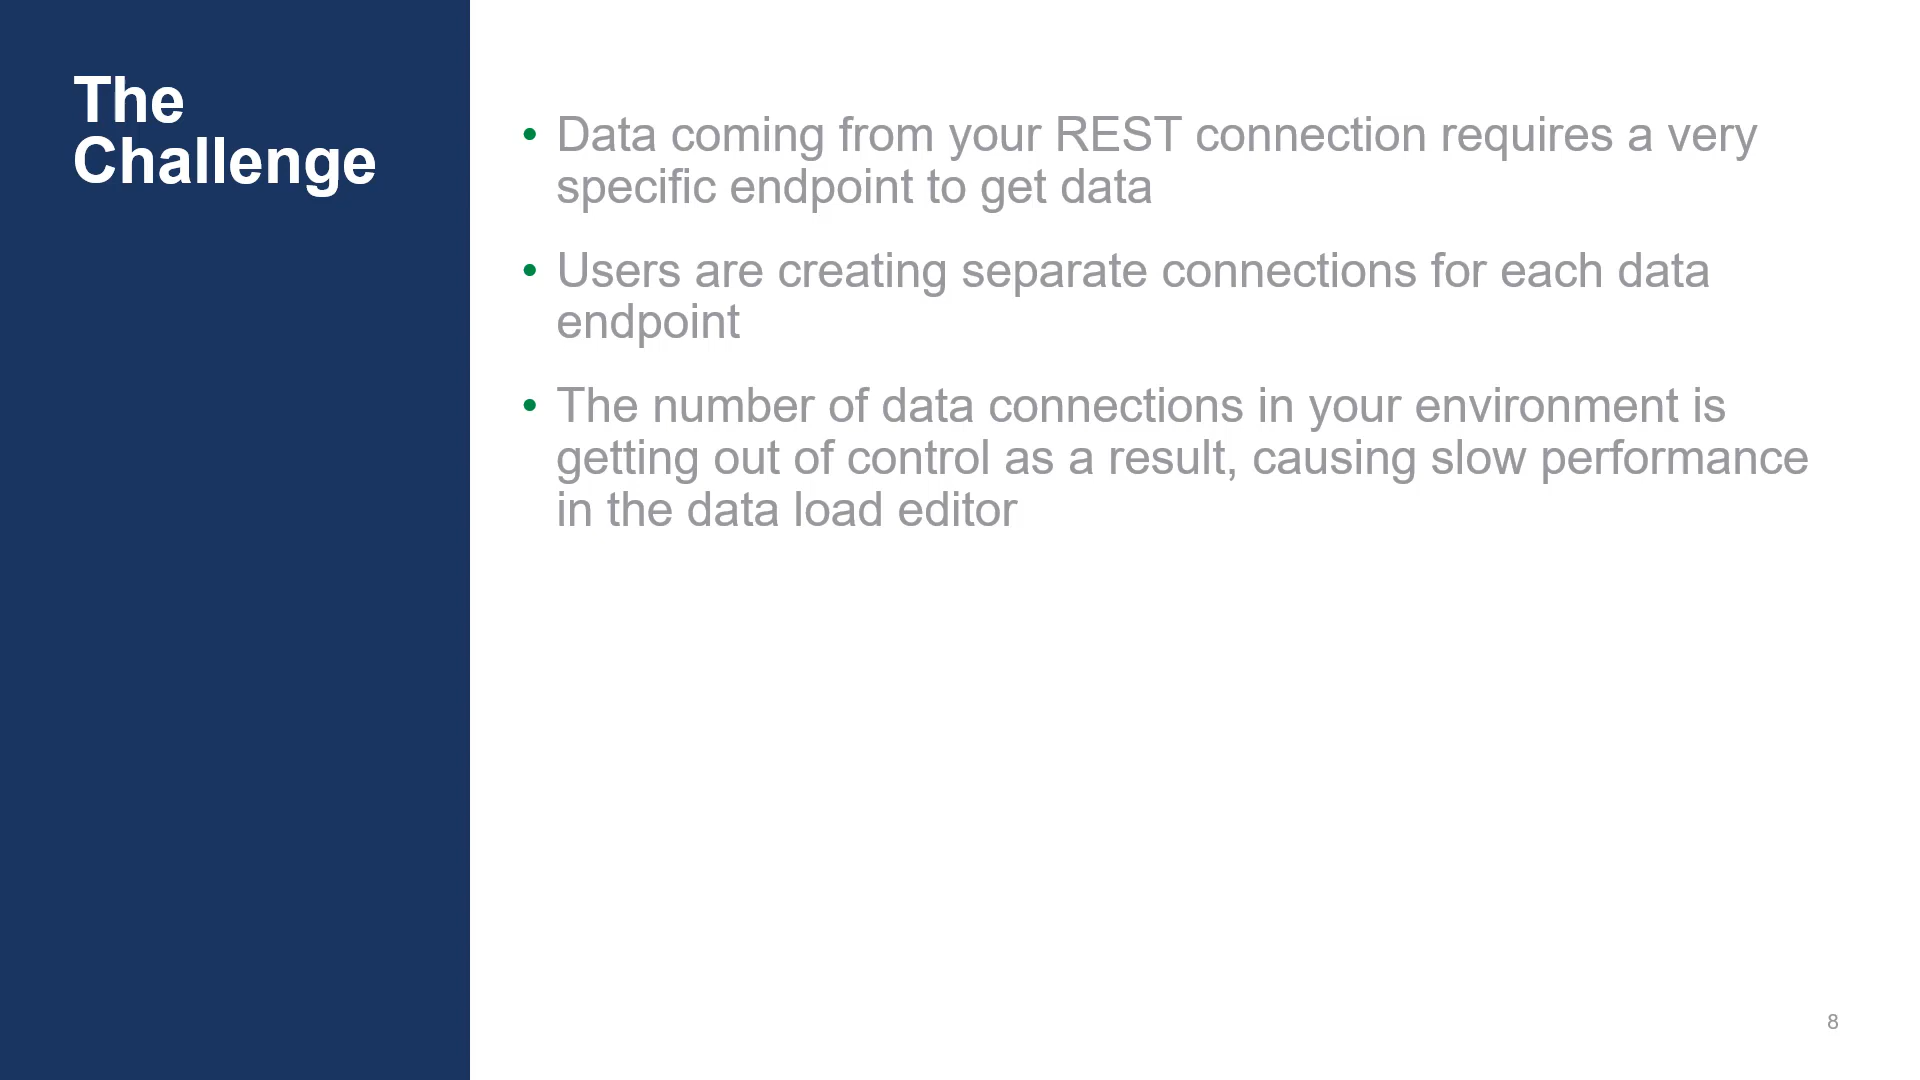 The
Challenge
• Data coming from your REST connection requires a very
specific endpoint to get data
• Users are creating separate connections for each data
endpoint
• The number of data connections in your environment is
getting out of control as a result, causing slow performance
in the data load editor
8